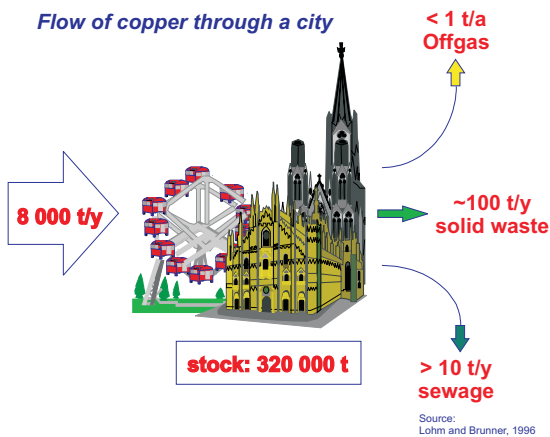 Flow of copper through a city
< 1 t/a
Offgas
8 000 t/y
~100 t/y
solid waste
stock: 320 000 t
> 10 t/y
sewage
Source:
Lohm and Brunner, 1996